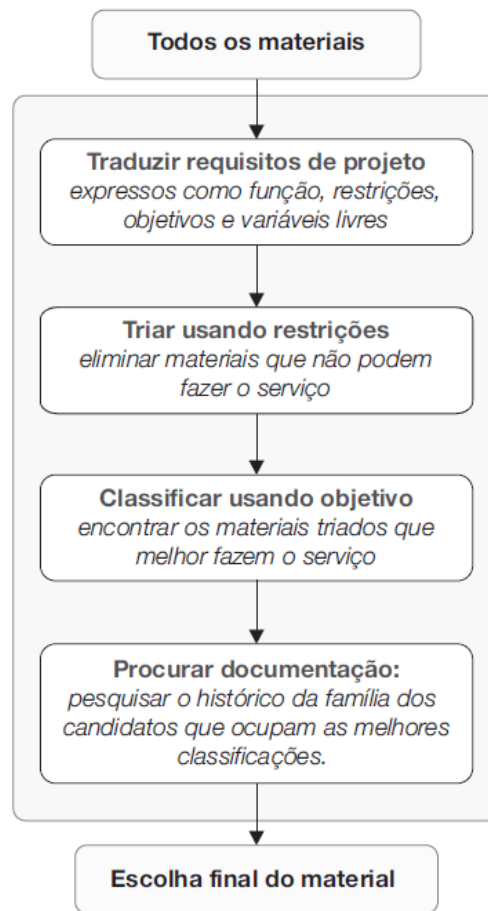 Todos os materiais
Traduzir requisitos de projeto
expressos como função, restrições,
objetivos e variáveis livres
Triar usando restrições
eliminar materiais que não podem
fazer o serviço
Classificar usando objetivo
encontrar os materiais triados que
melhor fazem o serviço
Procurar documentação:
pesquisar o histórico da família dos
candidatos que ocupam as melhores
classificações.
Escolha final do material